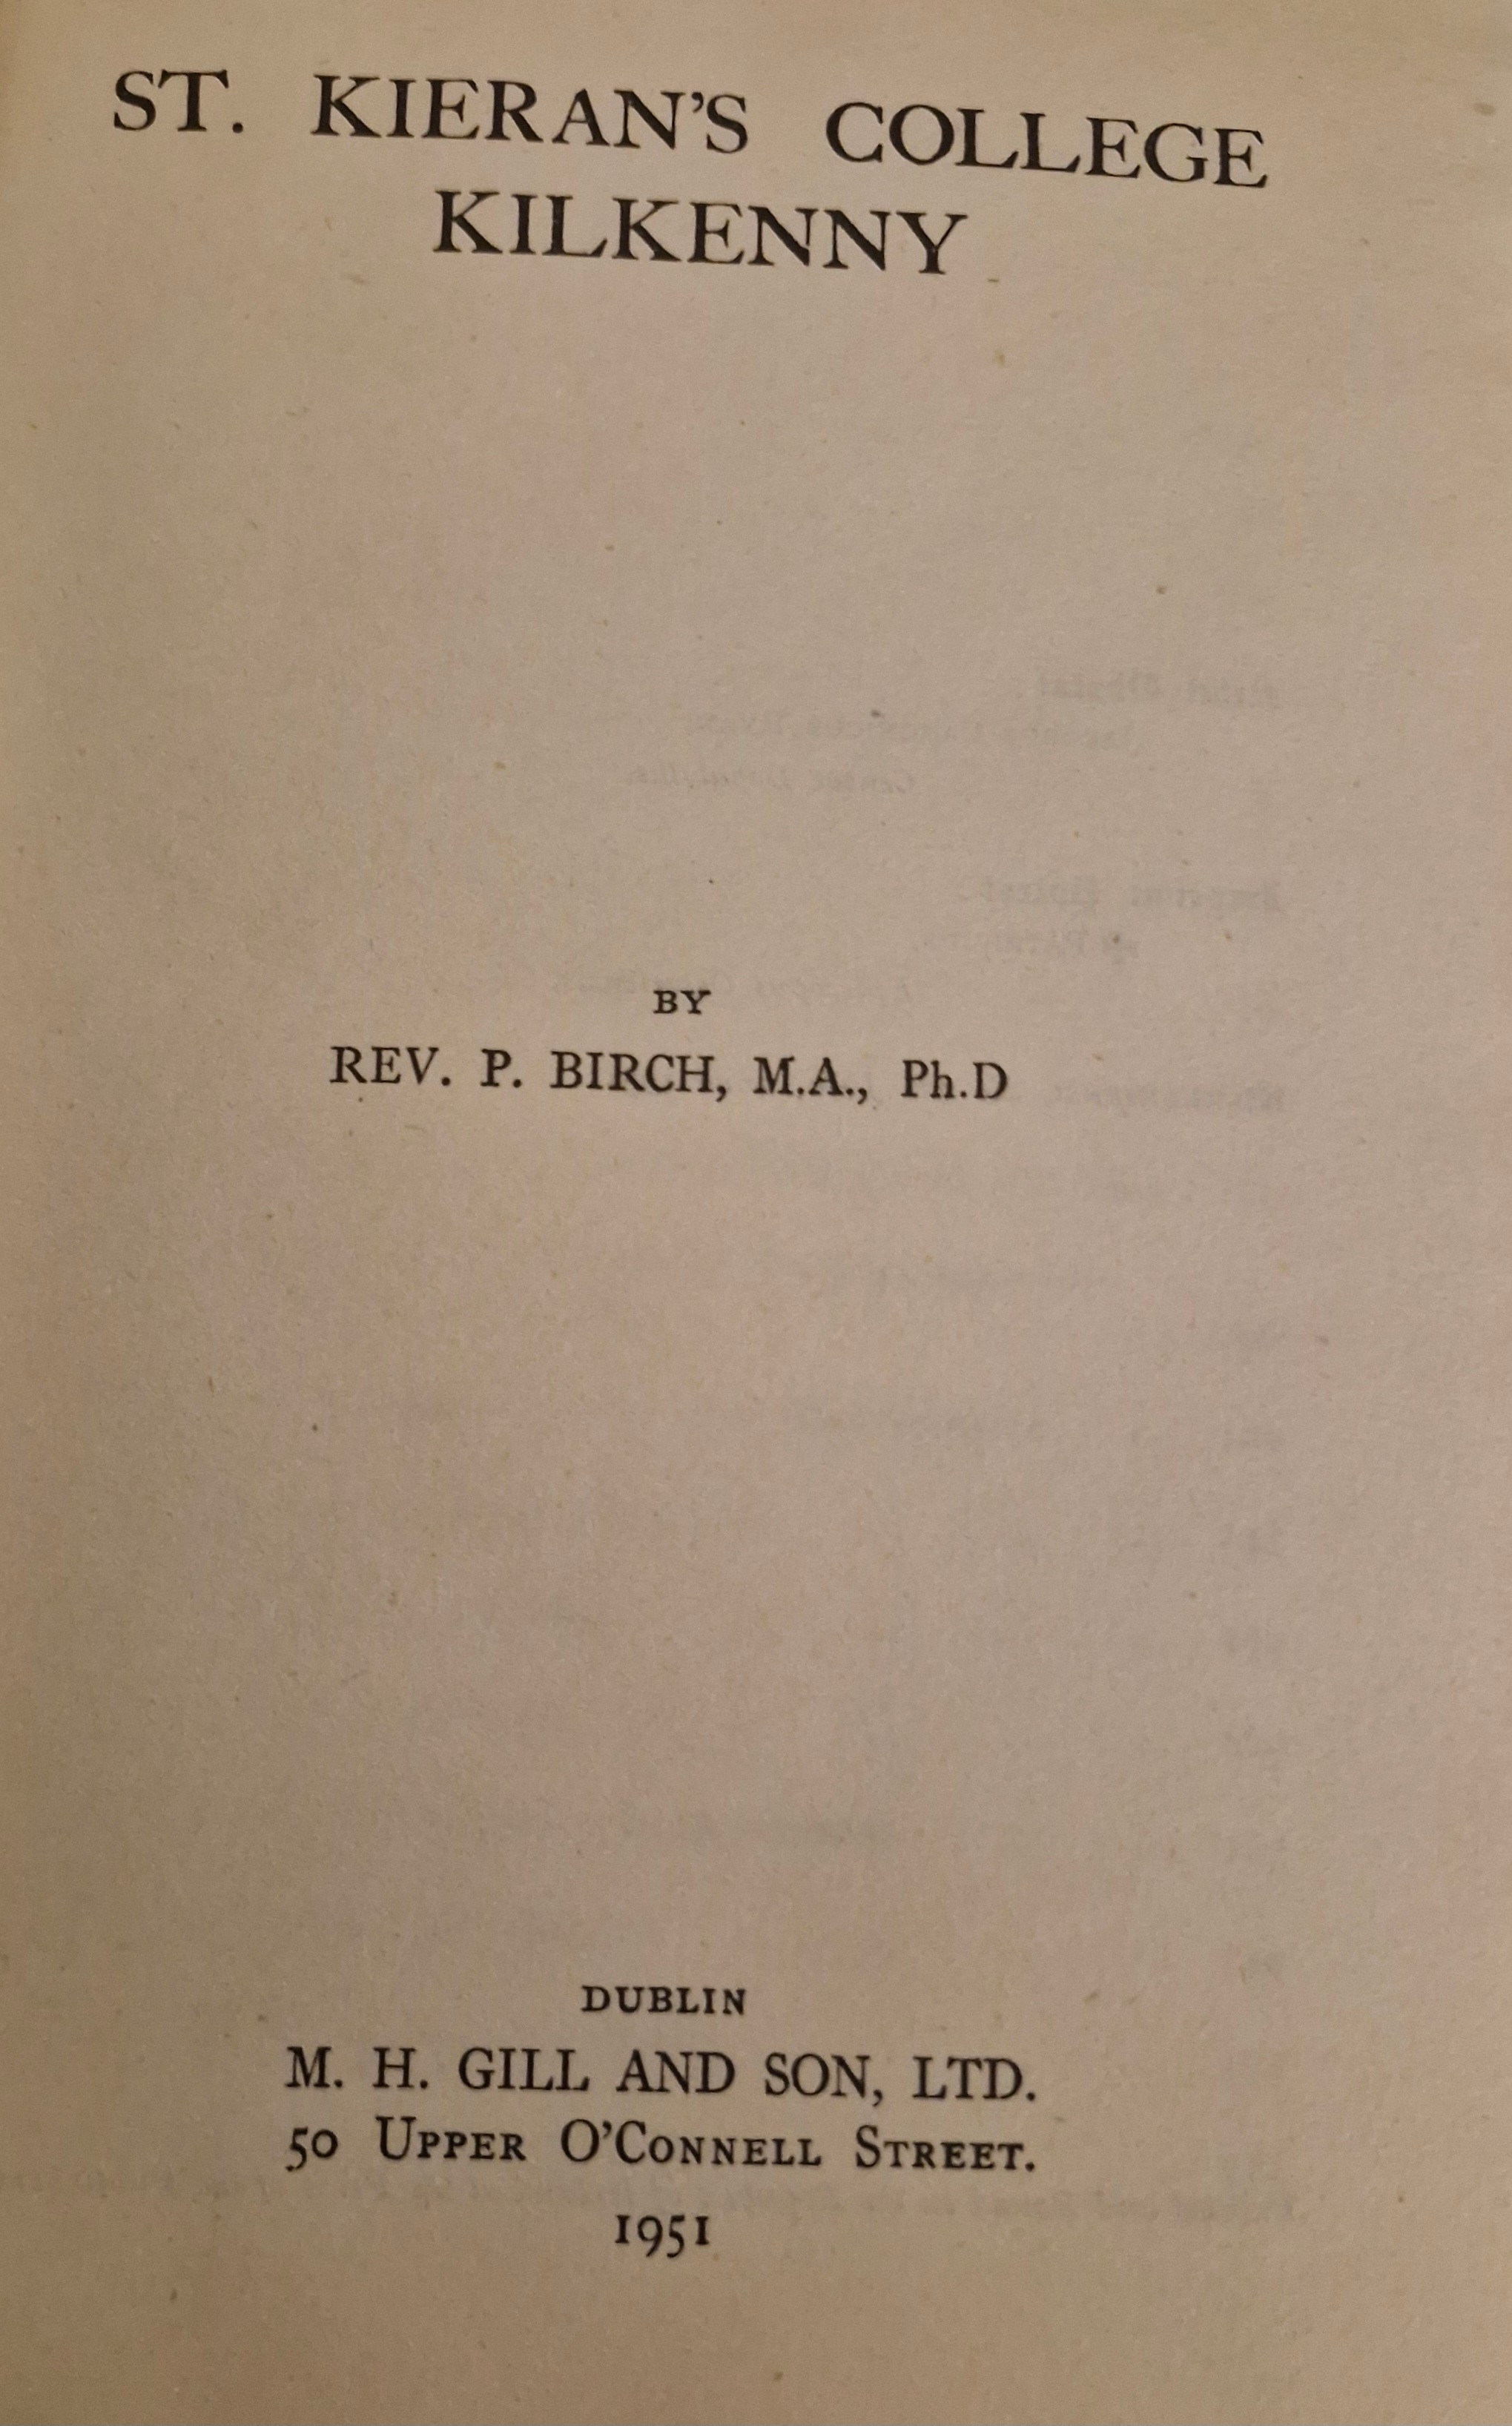 ST. KIERAN'S COLLEGE
KILKENNY
BY
REV. P. BIRCH, M.A., Ph.D
DUBLIN
M. H. GILL AND SON, LTD.
50 UPPER O'CONNELL STREET.
1951